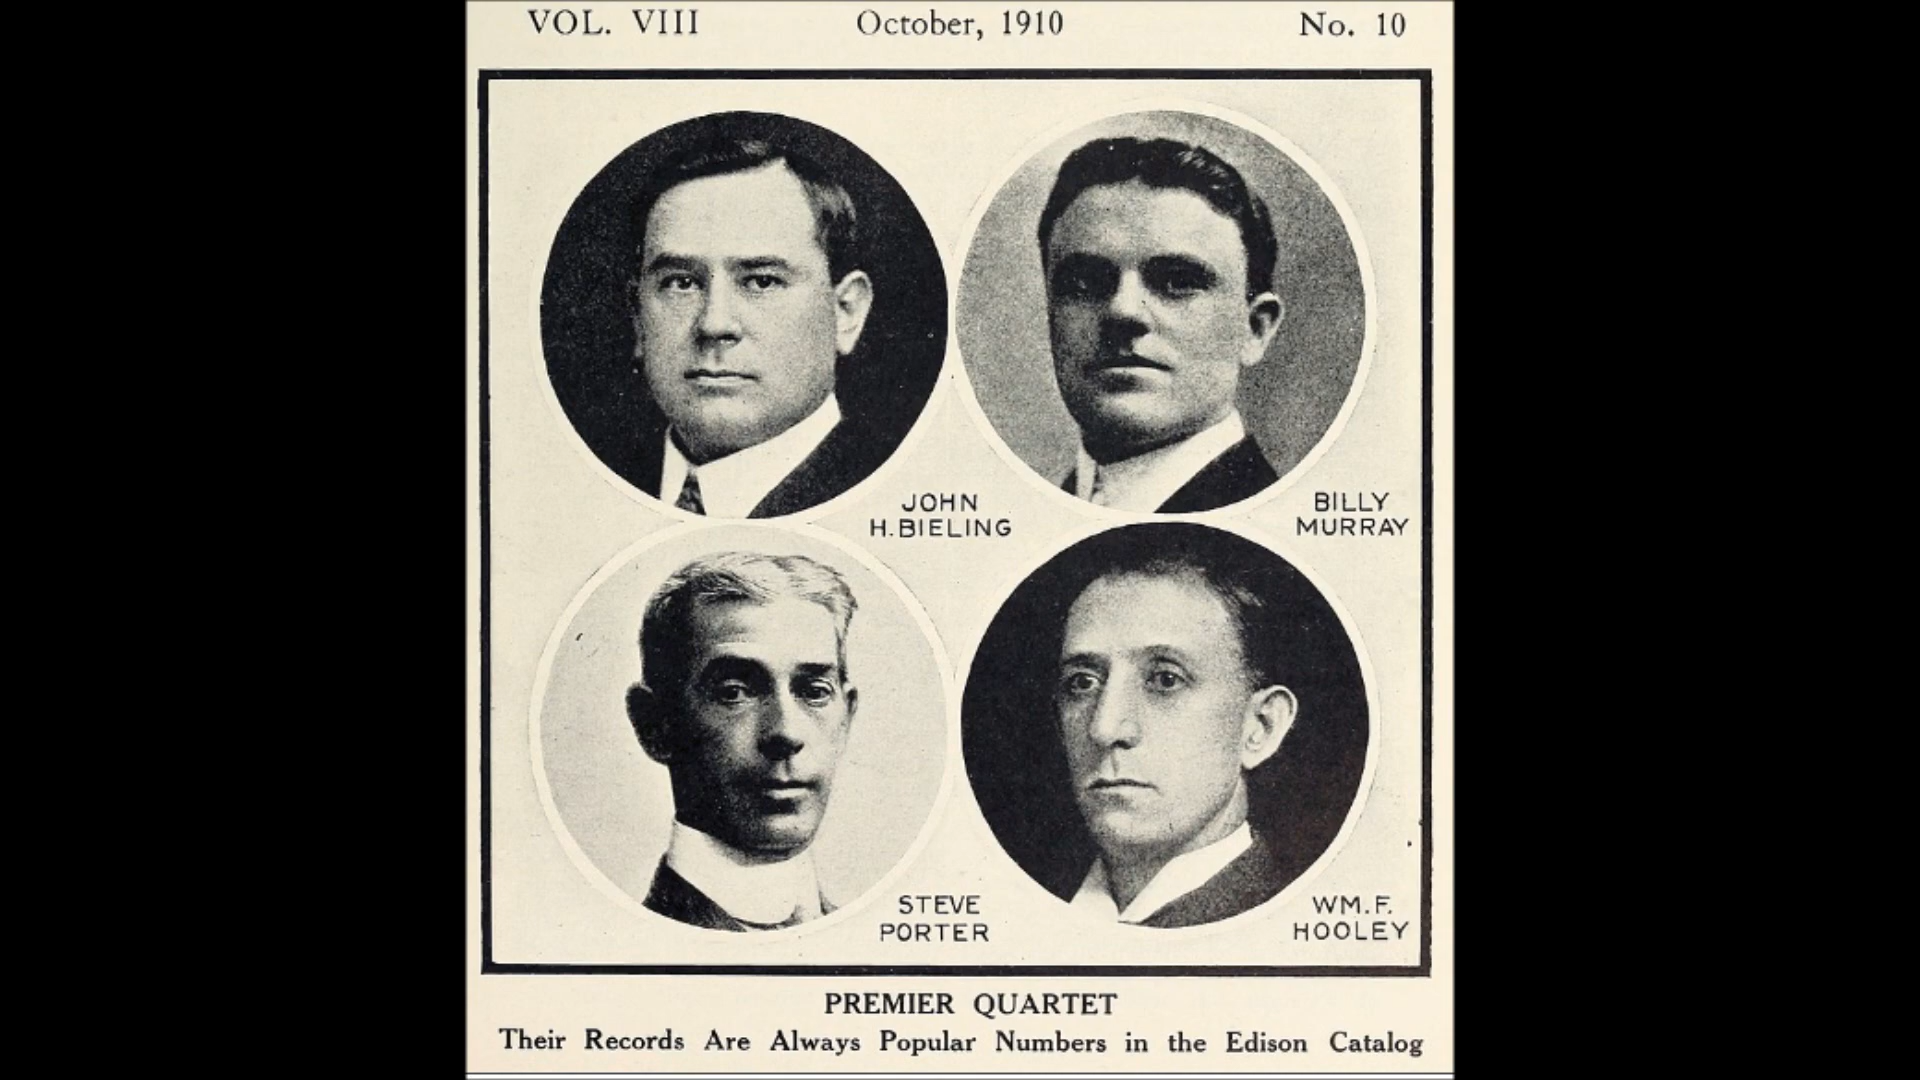 VOL. VIII October, 1910 No. 10
JOHN
H. BIELING
BILLY
MURRAY
STEVE
PORTER
WM. F.
HOOLEY
PREMIER QUARTET
Their Records Are Always Popular Numbers in the Edison Catalog